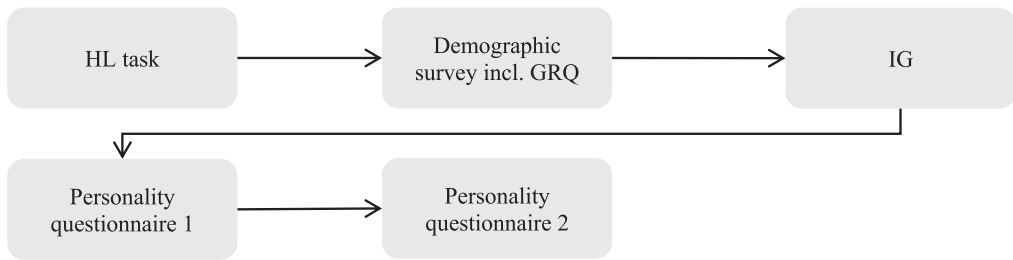 HL task
Demographic
survey incl. GRQ
IG
Personality
questionnaire 1
Personality
questionnaire 2